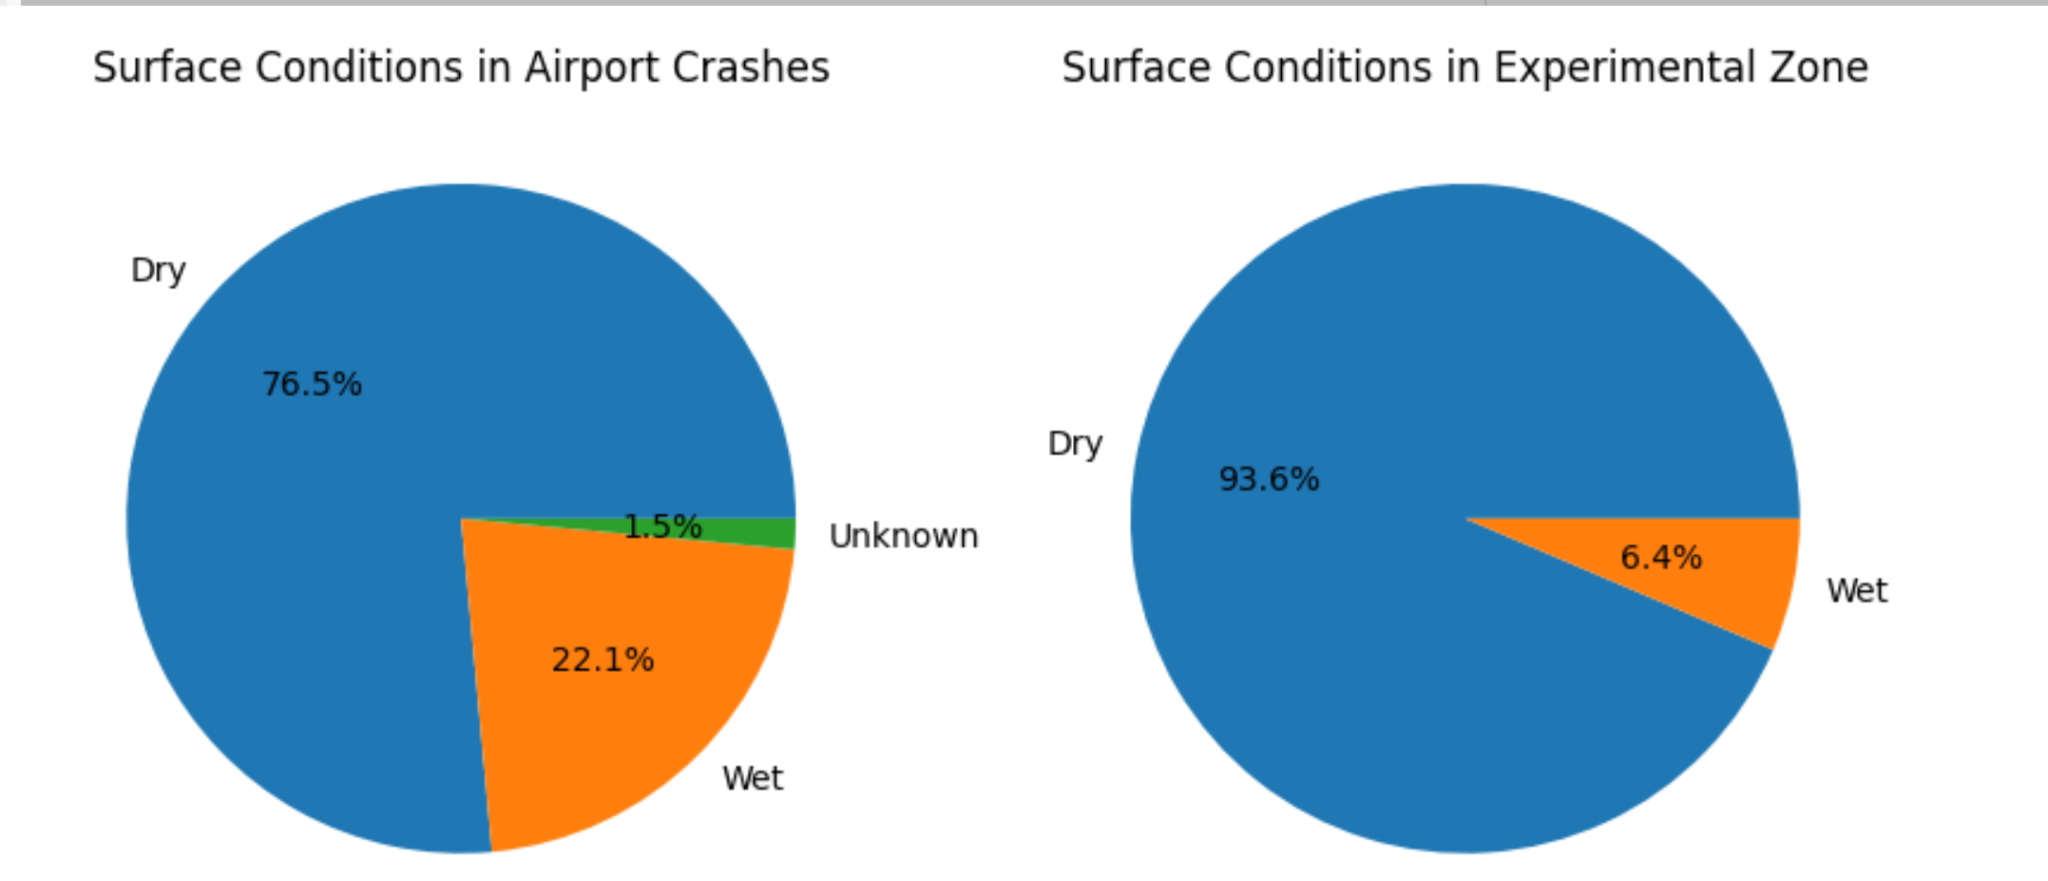 Surface Conditions in Airport Crashes
Dry
76.5%
1.5%
Unknown
22.1%
Wet
Surface Conditions in Experimental Zone
Dry
93.6%
6.4%
Wet